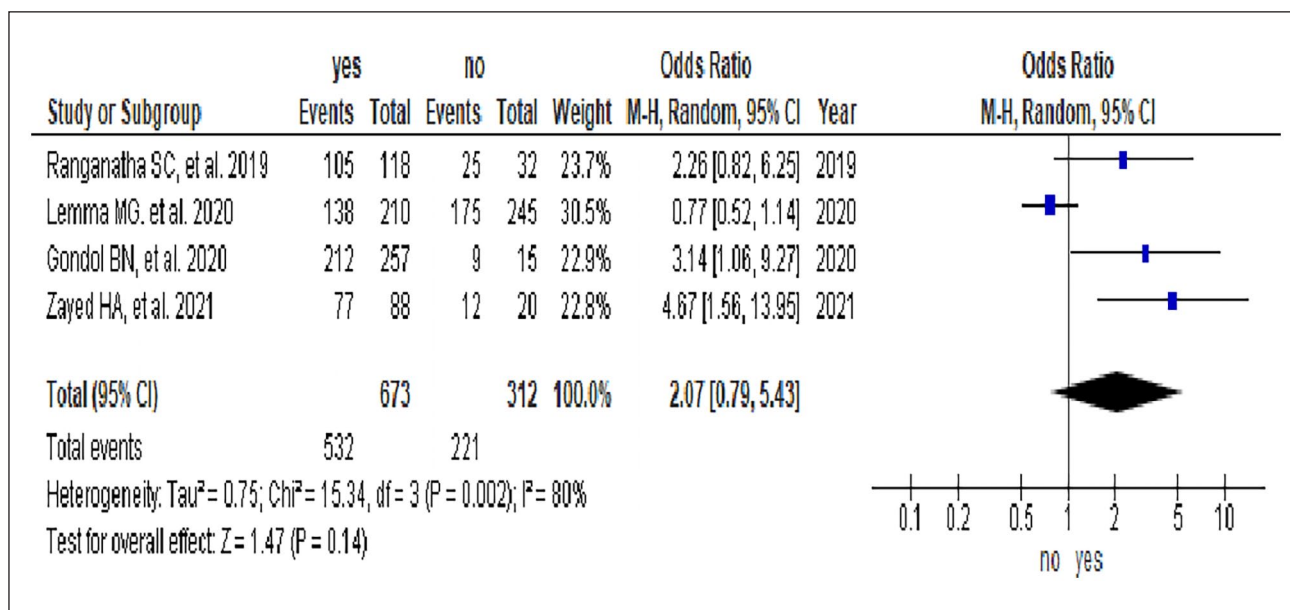 yes no Odds Ratio Odds Ratio
Study or Subgroup Events Total Events Total Weight M-H, Random, 95% CI Year M-H, Random, 95% CI
Ranganatha SC, et al. 2019 105 118 25 32 23.7% 2.26 [0.82, 6.25] 2019
Lemma MG. et al. 2020 138 210 175 245 30.5% 0.77 [0.52, 1.14] 2020
Gondol BN, et al. 2020 212 257 9 15 22.9% 3.14 [1.06, 9.27] 2020
Zayed HA, et al. 2021 77 88 12 20 22.8% 4.67 [1.56, 13.95] 2021
Total (95% CI) 673 312 100.0% 2.07 [0.79, 5.43]
Total events 532 221
Heterogeneity: Tau² = 0.75; Chi² = 15.34, df = 3 (P = 0.002); I² = 80%
Test for overall effect: Z = 1.47 (P = 0.14)
0.1 0.2 0.5 1 2 5 10
no yes